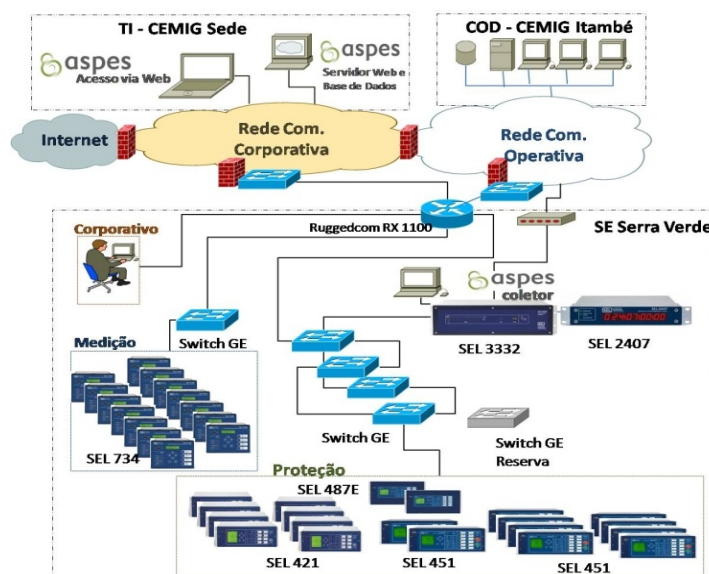 TI - CEMIG Sede
COD - CEMIG Itambé
aspes
Acesso via Web
aspes
Servidor Web e
Base de Dados
Internet
Rede Com.
Corporativa
Rede Com.
Operativa
Corporativo
Ruggedcom RX 1100
SE Serra Verde
aspes
coletor
Medição
Switch GE
SEL 3332
SEL 2407
SEL 734
Switch GE
Switch GE
Reserva
Proteção
SEL 487E
SEL 421
SEL 451
SEL 451